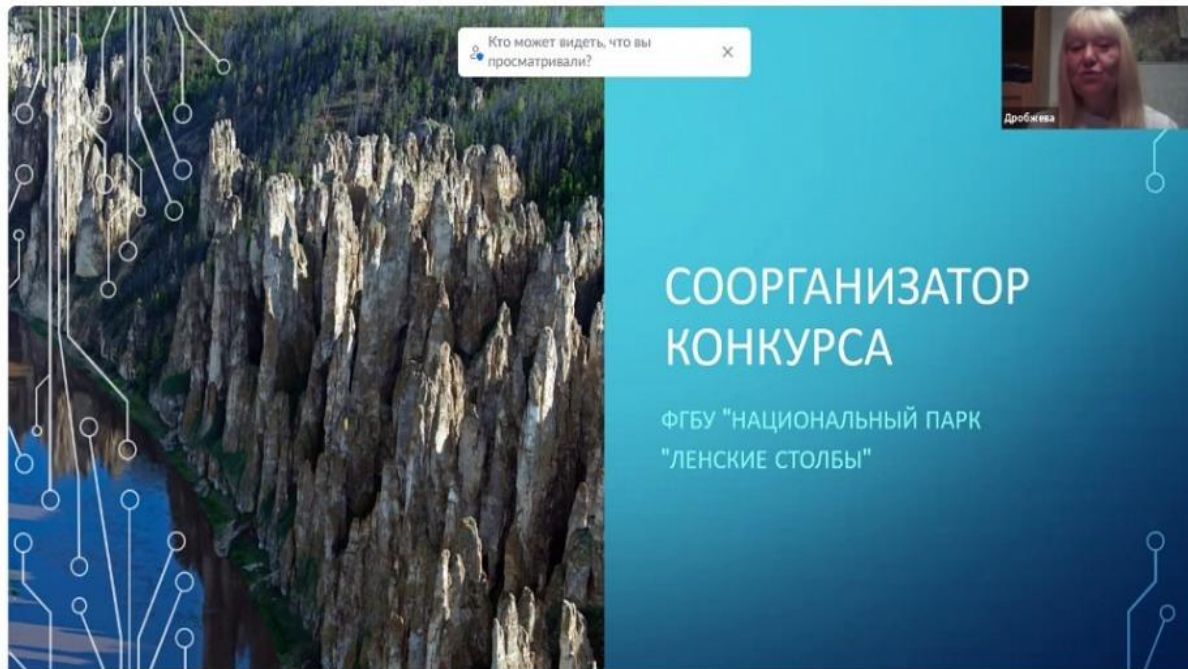 Кто может видеть, что вы
просматривали?
Дробжева
СООРГАНИЗАТОР
КОНКУРСА
ФГБУ "НАЦИОНАЛЬНЫЙ ПАРК
"ЛЕНСКИЕ СТОЛБЫ"